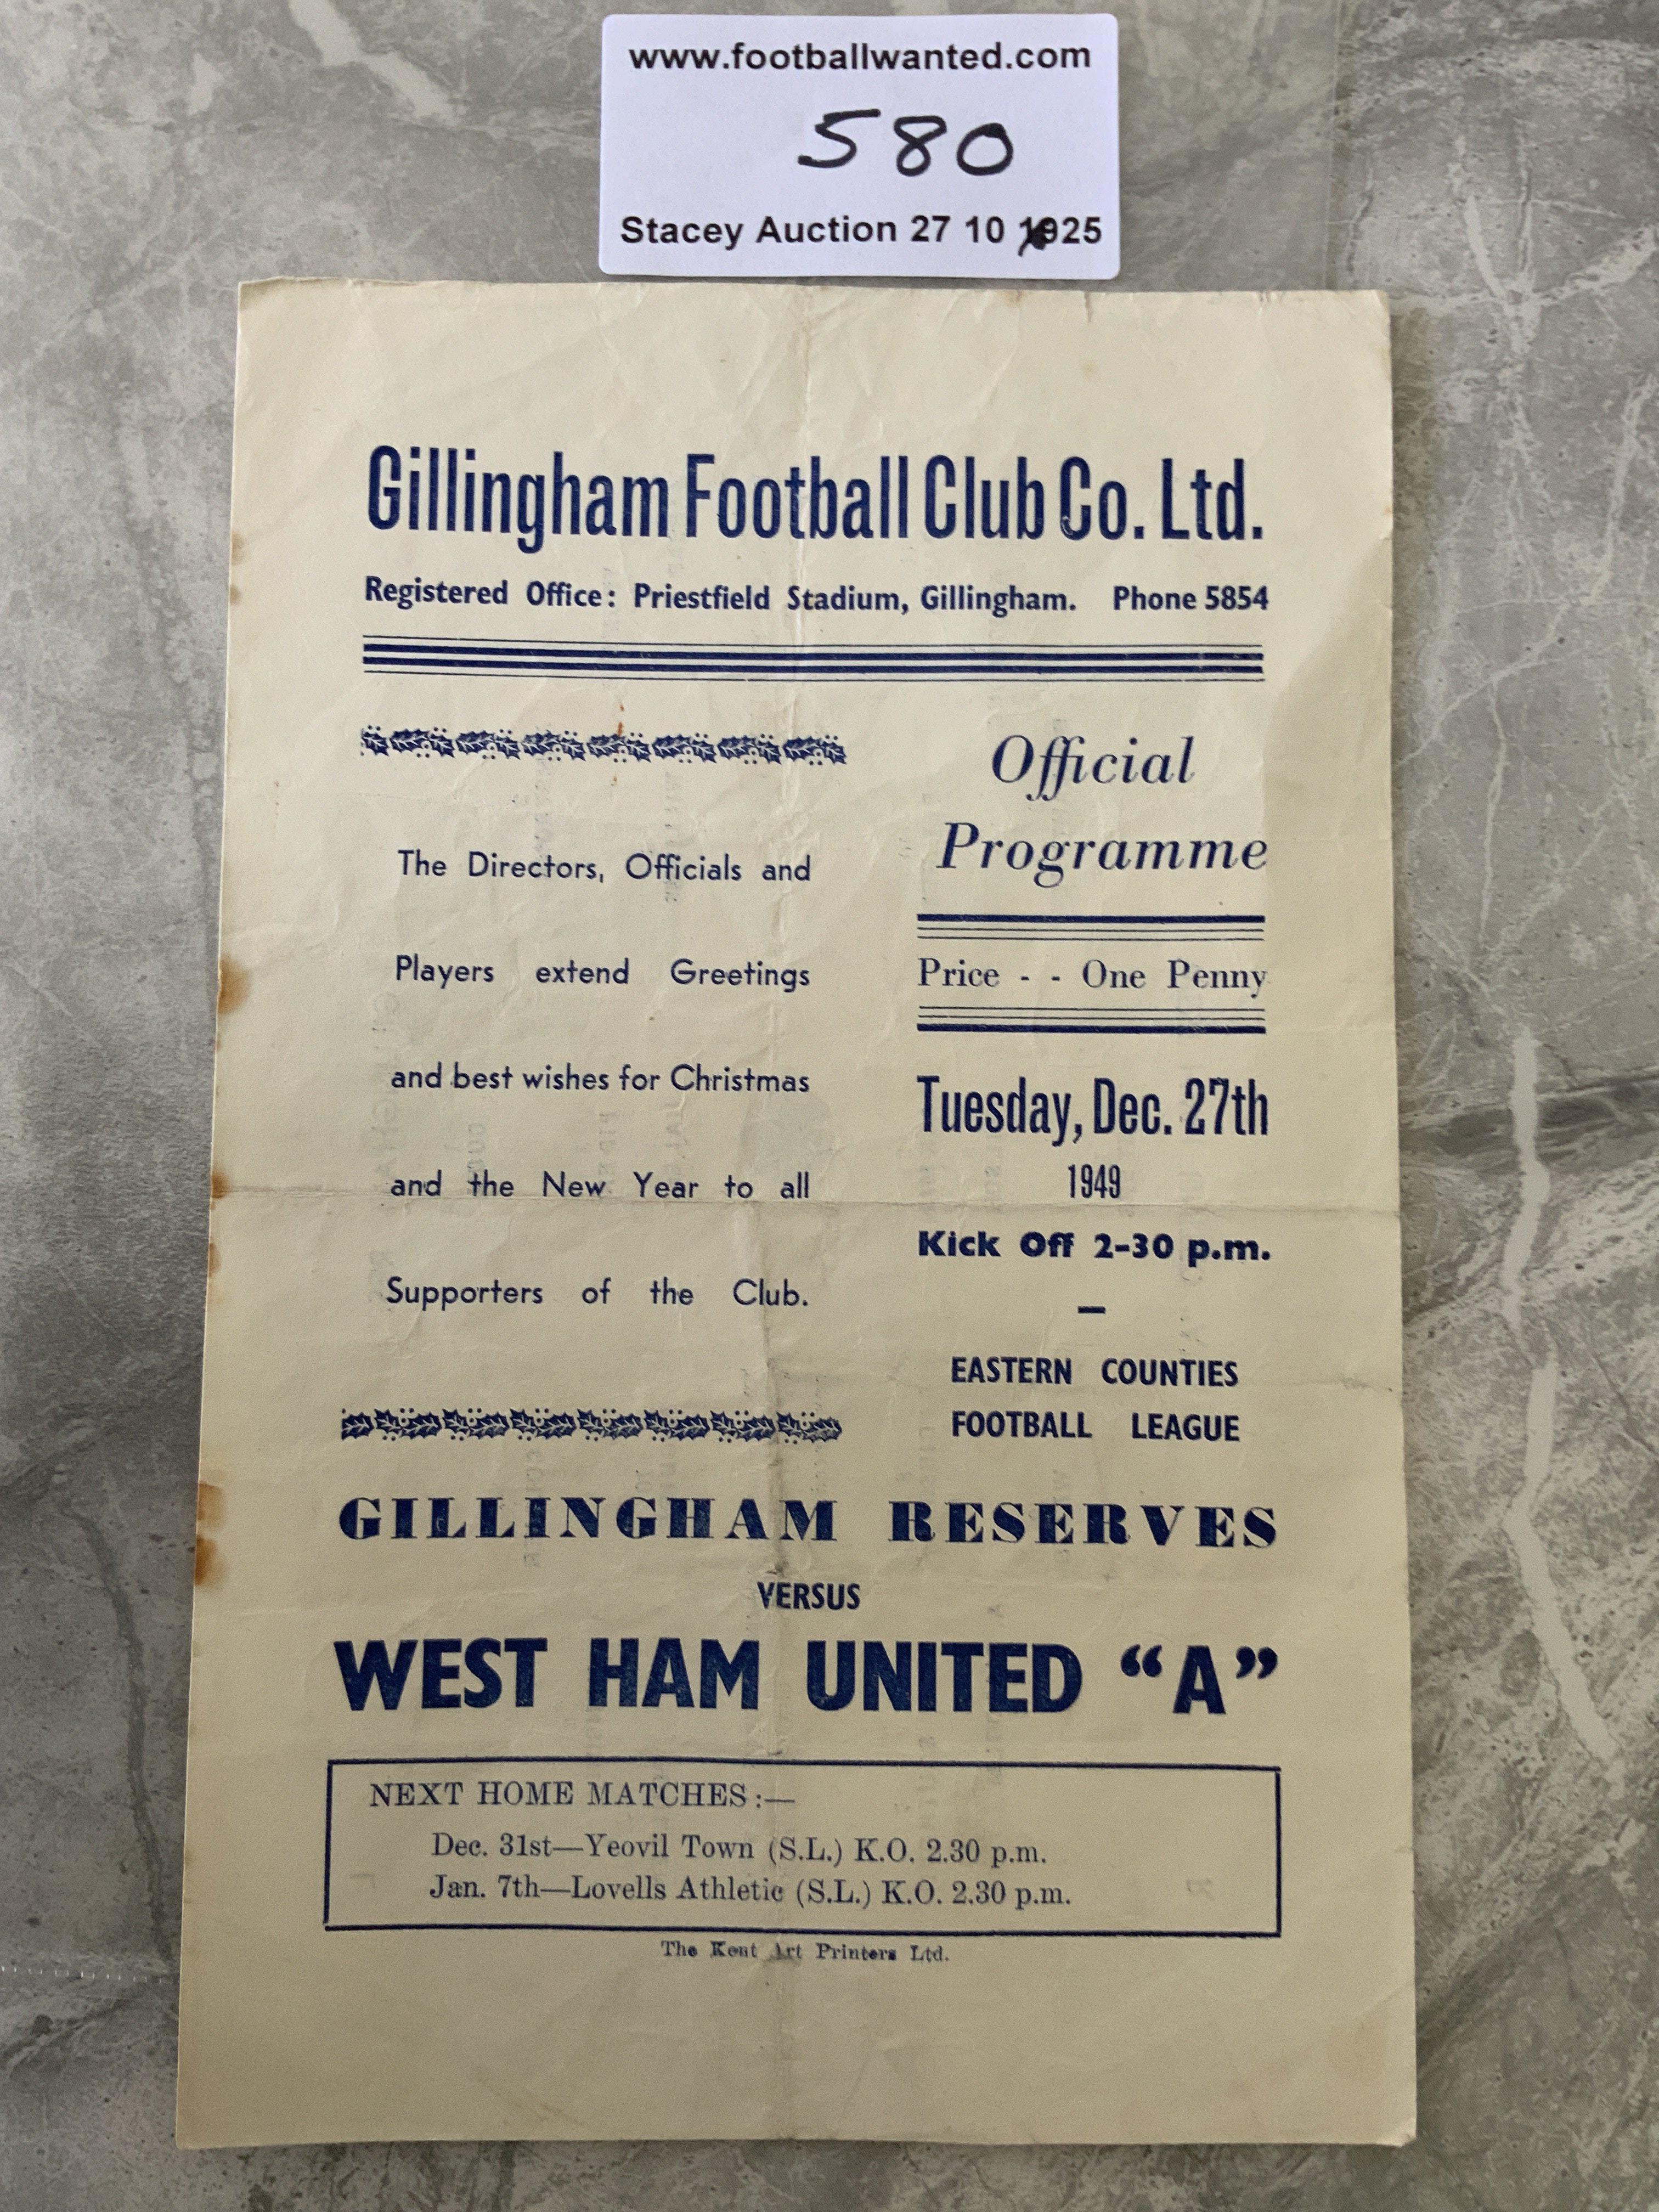 www.footballwanted.com
580
Stacey Auction 27 10 25
Gillingham Football Club Co. Ltd.
Registered Office: Priestfield Stadium, Gillingham. Phone 5854
The Directors, Officials and
Players extend Greetings
and best wishes for Christmas
and the New Year to all
Supporters of the Club.
Official
Programme
Price - - One Penny
Tuesday, Dec. 27th
1949
Kick Off 2-30 p.m.
EASTERN COUNTIES
FOOTBALL LEAGUE
GILLINGHAM RESERVES
VERSUS
WEST HAM UNITED “A”
NEXT HOME MATCHES:—
Dec. 31st—Yeovil Town (S.L.) K.O. 2.30 p.m.
Jan. 7th—Lovells Athletic (S.L.) K.O. 2.30 p.m.
The Kent Art Printers Ltd.